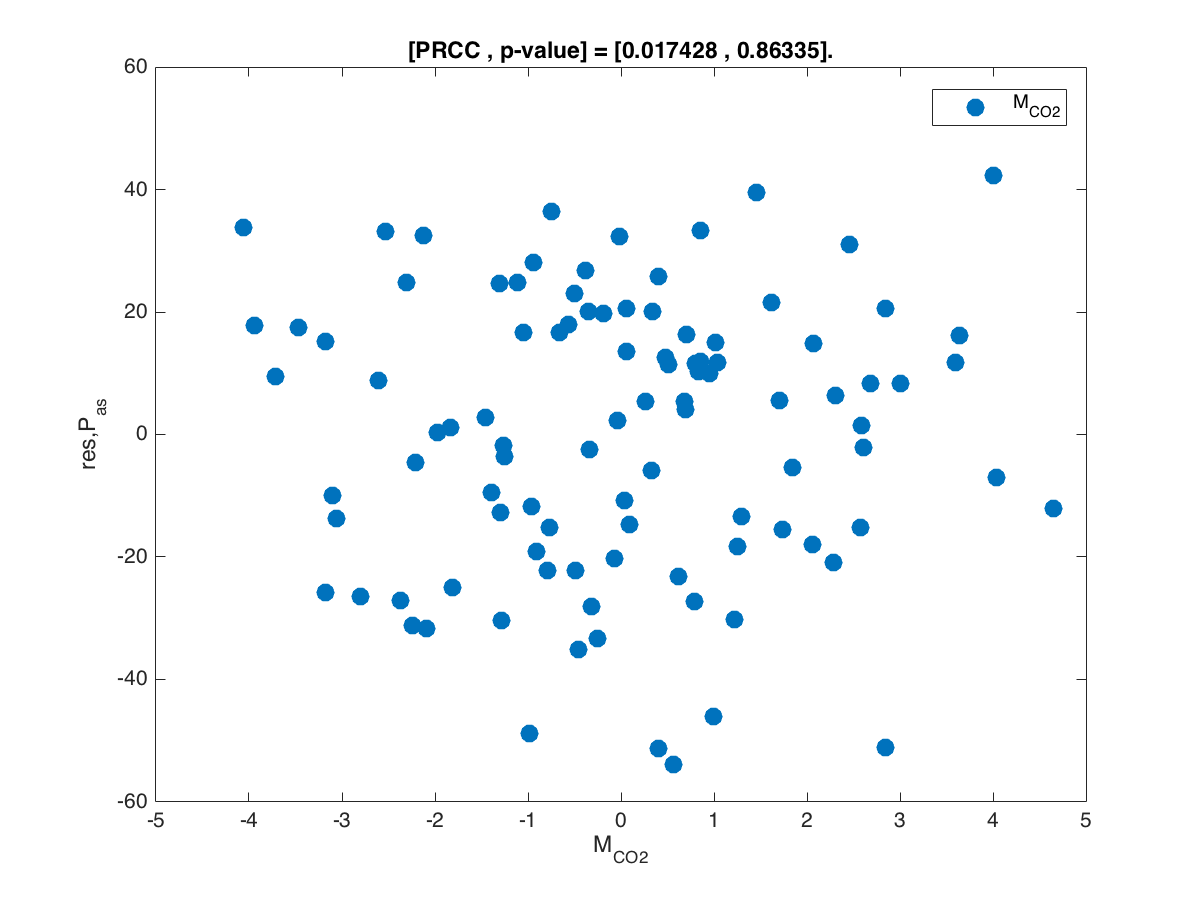 [PRCC , p-value] = [0.017428 , 0.86335].
60
40
20
0
-20
-40
-60
res,P_as
M_CO2
-5 -4 -3 -2 -1 0 1 2 3 4 5
M_CO2